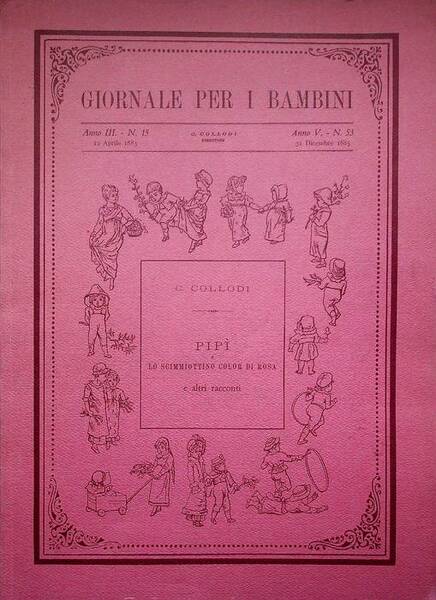 GIORNALE PER I BAMBINI
Anno III. - N. 15
12 Aprile 1883
C. COLLODI
DIRETTORE
Anno V. - N. 53
31 Dicembre 1885
C. COLLODI
PIPÌ
o
LO SCIMMIOTTINO COLOR DI ROSA
e altri racconti